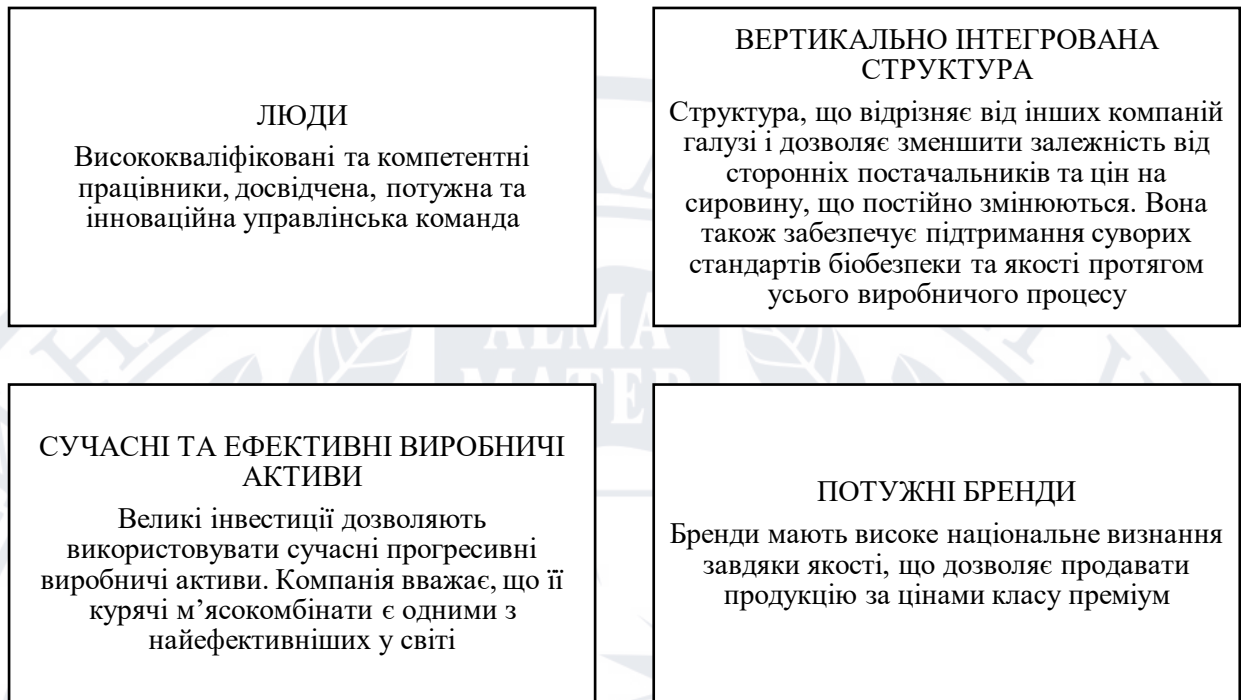 ЛЮДИ
Висококваліфіковані та компетентні
працівники, досвідчена, потужна та
інноваційна управлінська команда
ВЕРТИКАЛЬНО ІНТЕГРОВАНА
СТРУКТУРА
Структура, що відрізняє від інших компаній
галузі і дозволяє зменшити залежність від
сторонніх постачальників та цін на
сировину, що постійно змінюються. Вона
також забезпечує підтримання суворих
стандартів біобезпеки та якості протягом
усього виробничого процесу
ALMA
MATER
СУЧАСНІ ТА ЕФЕКТИВНІ ВИРОБНИЧІ
АКТИВИ
Великі інвестиції дозволяють
використовувати сучасні прогресивні
виробничі активи. Компанія вважає, що її
курячі м’ясокомбінати є одними з
найефективніших у світі
ПОТУЖНІ БРЕНДИ
Бренди мають високе національне визнання
завдяки якості, що дозволяє продавати
продукцію за цінами класу преміум